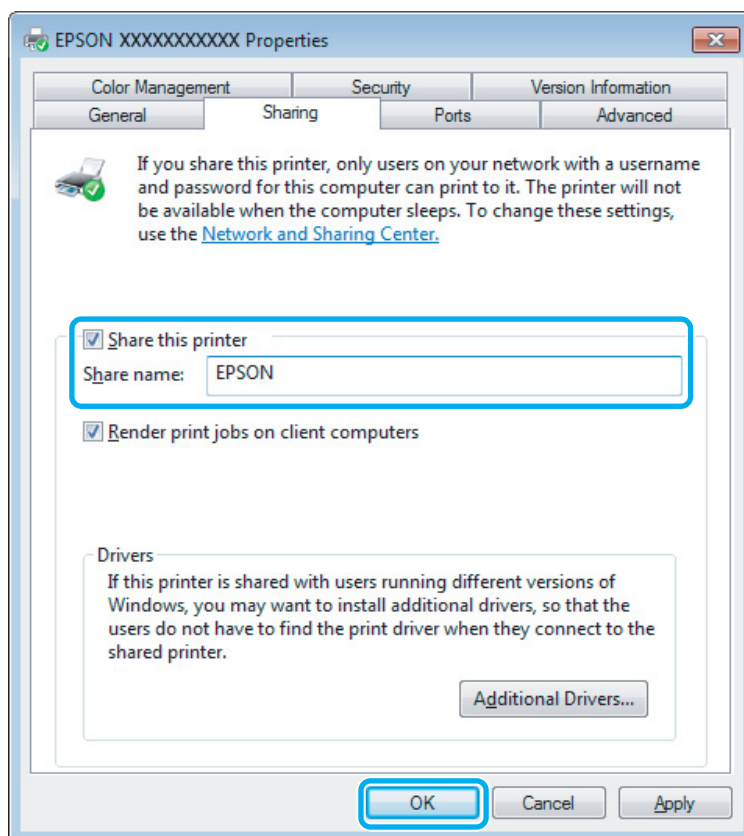 EPSON XXXXXXXXXXX Properties
Color Management Security Version Information
General Sharing Ports Advanced
If you share this printer, only users on your network with a username
and password for this computer can print to it. The printer will not
be available when the computer sleeps. To change these settings,
use the Network and Sharing Center.
Share this printer
Share name: EPSON
Render print jobs on client computers
Drivers
If this printer is shared with users running different versions of
Windows, you may want to install additional drivers, so that the
users do not have to find the print driver when they connect to the
shared printer.
Additional Drivers...
OK Cancel Apply